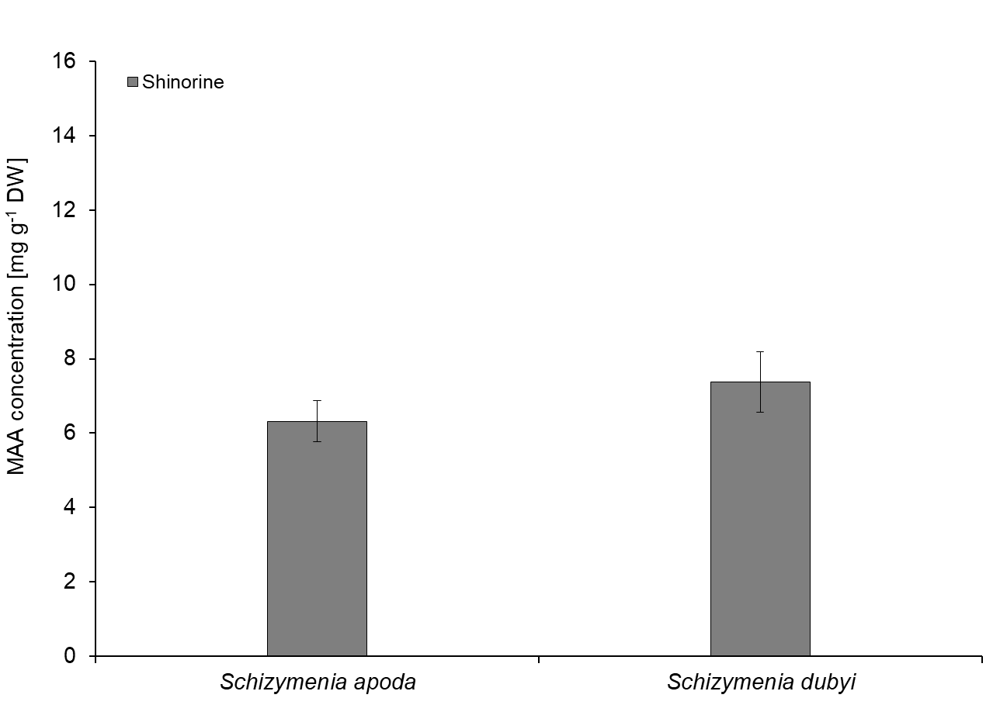 16
Shinorine
14
12
10
8
6
4
2
0
MAA concentration [mg g⁻¹ DW]
Schizymenia apoda
Schizymenia dubyi